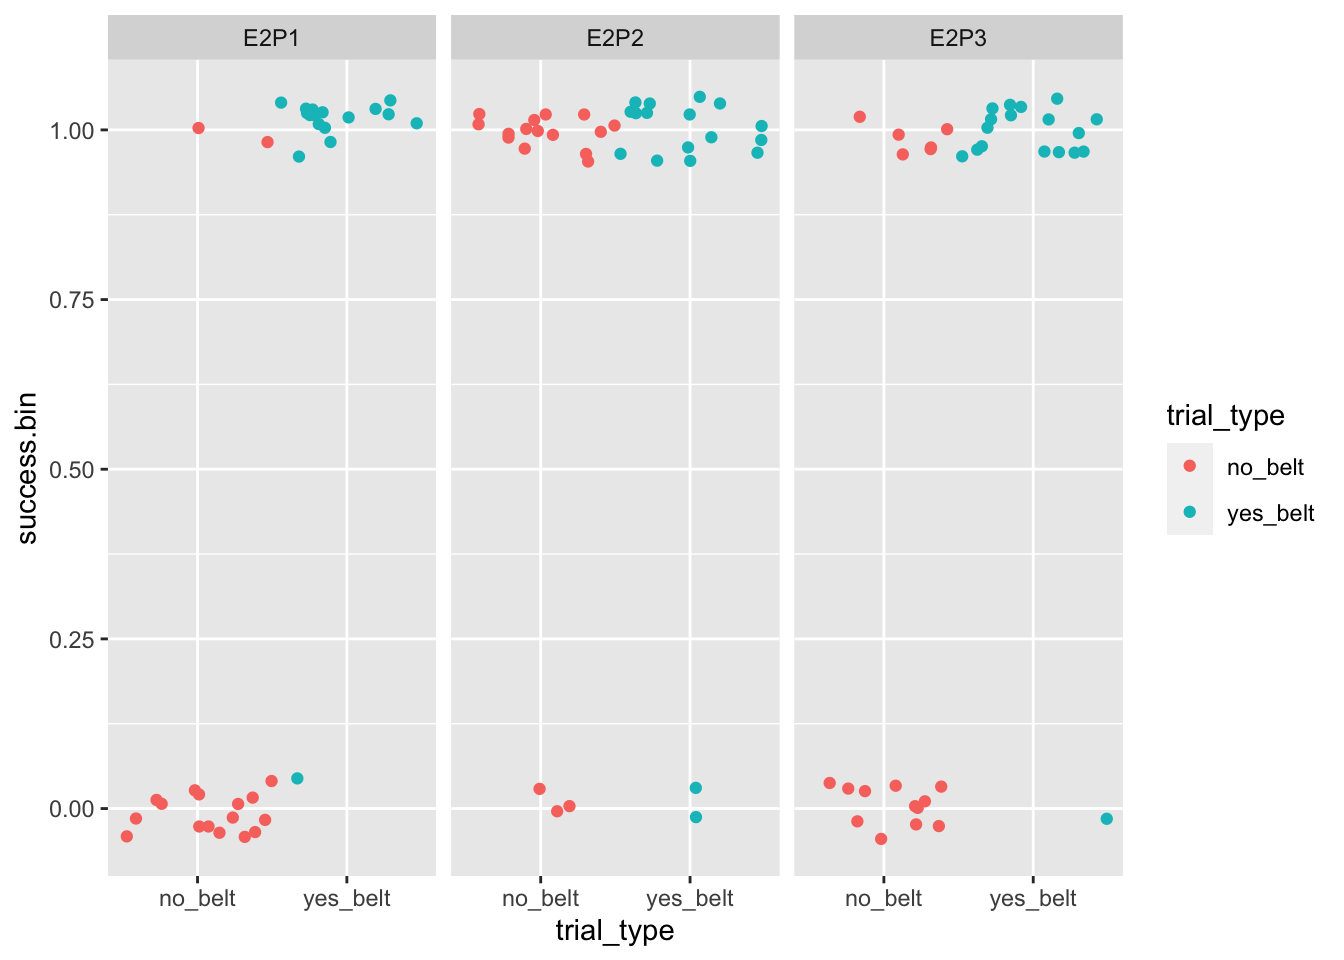 E2P1 E2P2 E2P3
1.00
0.75
0.50
0.25
0.00
success.bin
no_belt yes_belt no_belt yes_belt no_belt yes_belt
trial_type
trial_type
no_belt
yes_belt